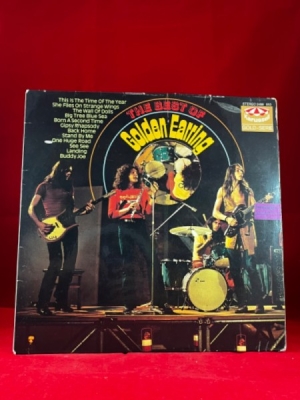 This Is The Time Of The Year
She Flies On Strange Wings
The Wall Of Dolls
Big Tree Blue Sea
Born A Second Time
Gipsy Rhapsody
Back Home
Stand By Me
One Huge Road
See See
Landing
Buddy Joe
THE BEST OF
Golden Earring
STEREO